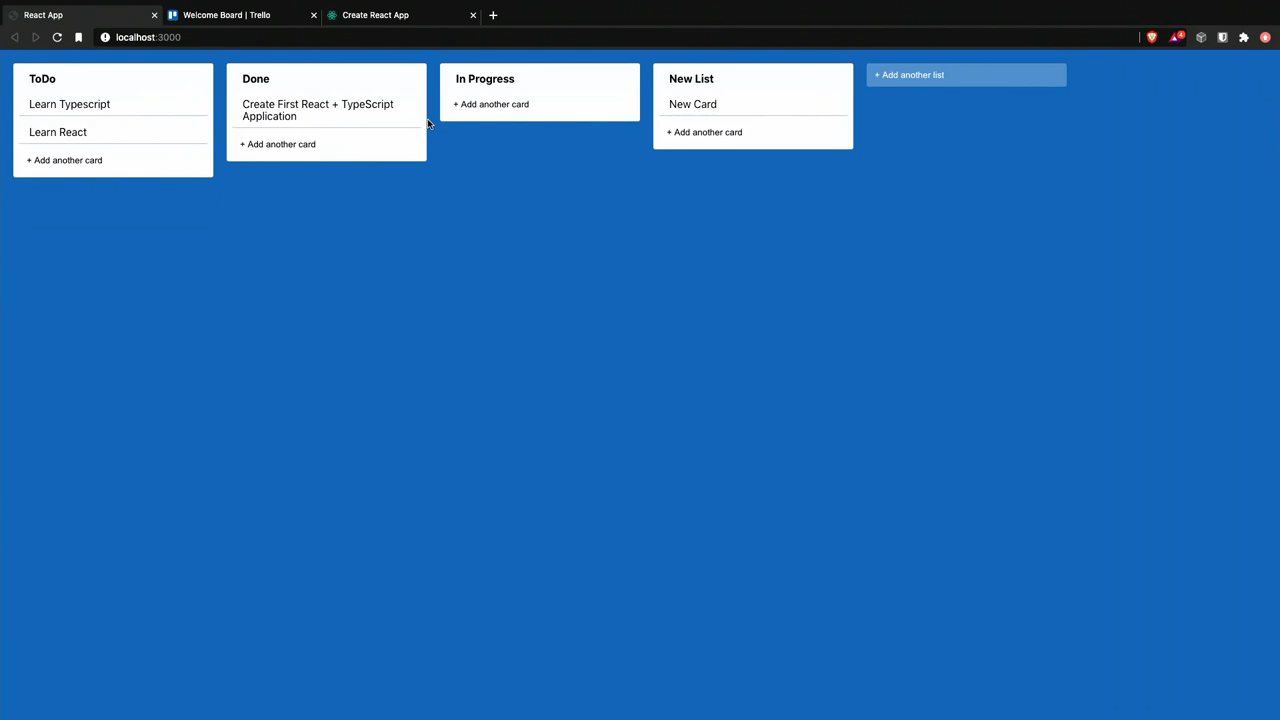 React App
Welcome Board | Trello
Create React App
localhost:3000
4
ToDo
Learn Typescript
Learn React
+ Add another card
Done
Create First React + TypeScript
Application
+ Add another card
In Progress
+ Add another card
New List
New Card
+ Add another card
+ Add another list